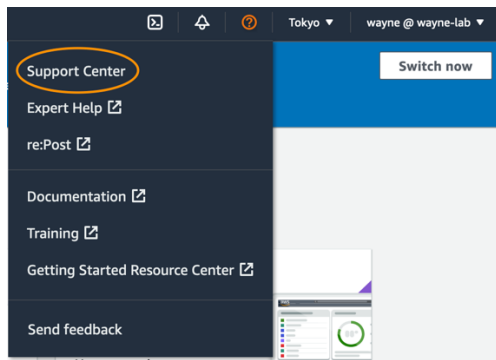 Tokyo ▼ wayne @ wayne-lab ▼
Support Center
Switch now
Expert Help
re:Post
Documentation
Training
Getting Started Resource Center
Send feedback